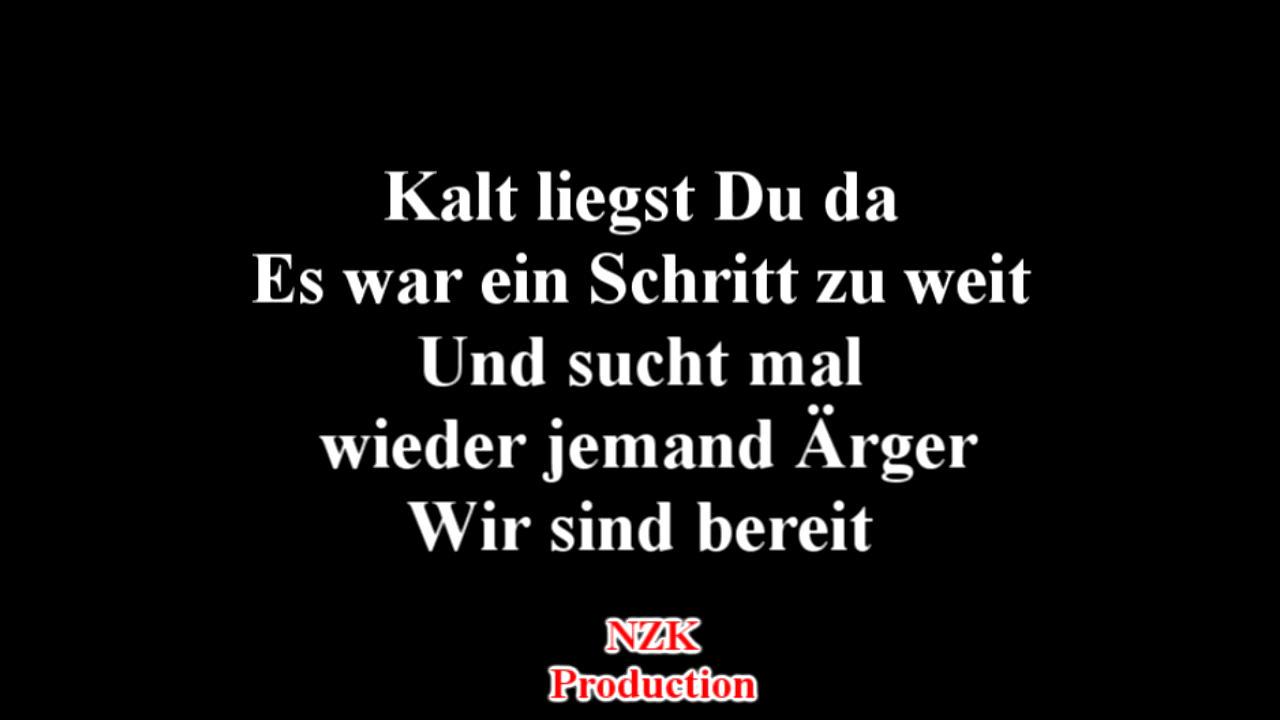 Kalt liegst Du da
Es war ein Schritt zu weit
Und sucht mal
wieder jemand Ärger
Wir sind bereit
NZK
Production